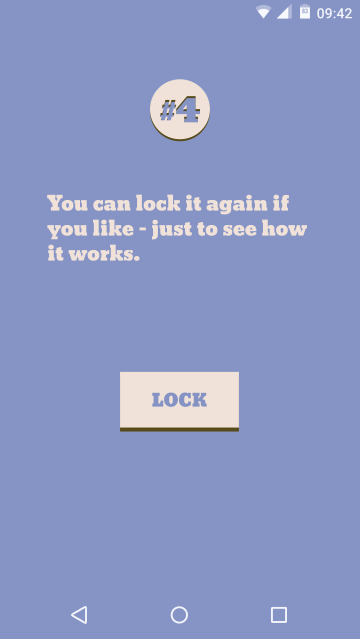 09:42
#4
You can lock it again if
you like - just to see how
it works.
LOCK